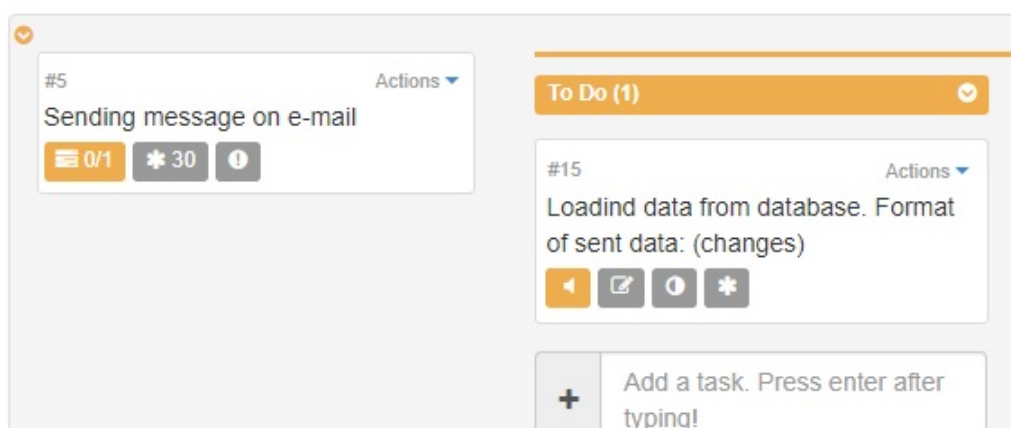 #5 Actions
Sending message on e-mail
0/1 30
To Do (1)
#15 Actions
Loadind data from database. Format
of sent data: (changes)
Add a task. Press enter after
typing!